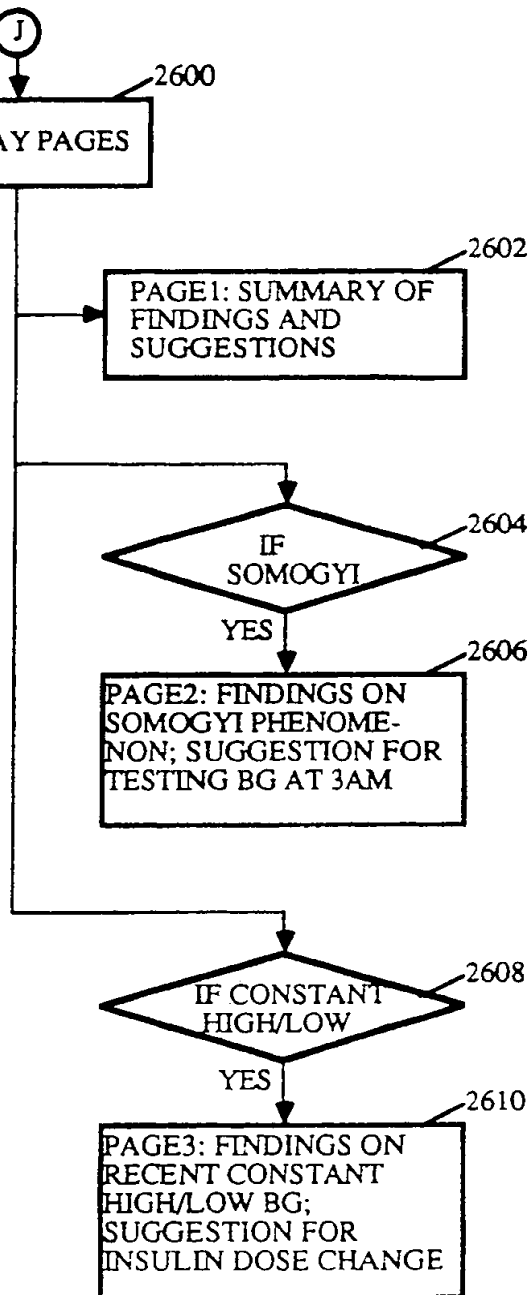 J
2600
AY PAGES
2602
PAGE1: SUMMARY OF
FINDINGS AND
SUGGESTIONS
2604
IF
SOMOGYI
YES
2606
PAGE2: FINDINGS ON
SOMOGYI PHENOME-
NON; SUGGESTION FOR
TESTING BG AT 3AM
2608
IF CONSTANT
HIGH/LOW
YES
2610
PAGE3: FINDINGS ON
RECENT CONSTANT
HIGH/LOW BG;
SUGGESTION FOR
INSULIN DOSE CHANGE